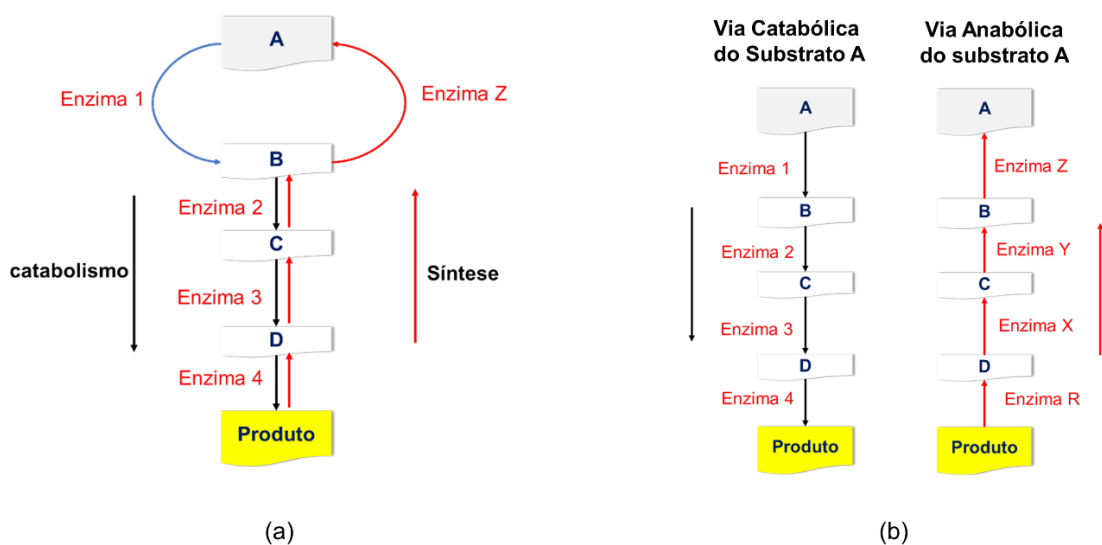 A
Enzima 1
Enzima Z
B
Enzima 2
C
catabolismo
Síntese
Enzima 3
D
Enzima 4
Produto
(a)
Via Catabólica
do Substrato A
A
Enzima 1
B
Enzima 2
C
Enzima 3
D
Enzima 4
Produto
Via Anabólica
do substrato A
A
Enzima Z
B
Enzima Y
C
Enzima X
D
Enzima R
Produto
(b)